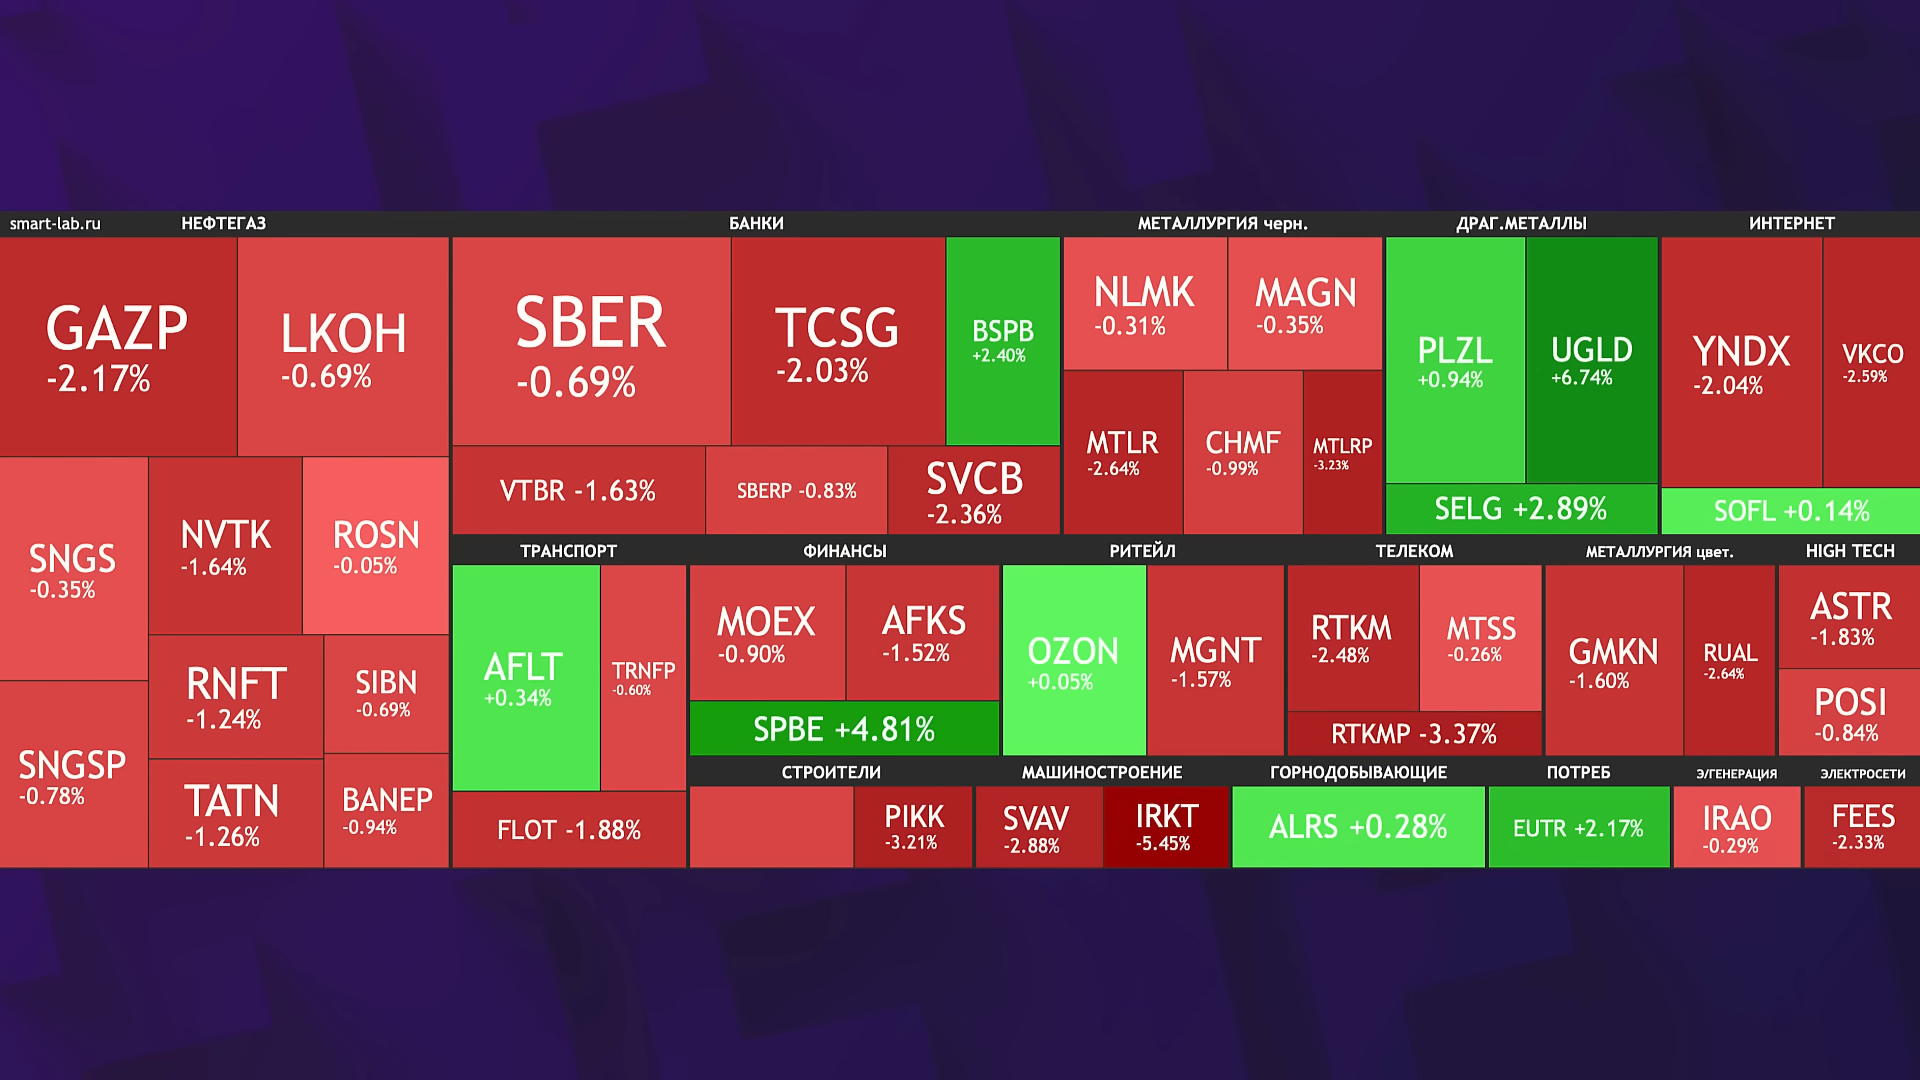 smart-lab.ru
НЕФТЕГАЗ
GAZP
-2.17%
LKOH
-0.69%
SNGS
-0.35%
NVTK
-1.64%
ROSN
-0.05%
RNFT
-1.24%
SIBN
-0.69%
SNGSP
-0.78%
TATN
-1.26%
BANEP
-0.94%
БАНКИ
SBER
-0.69%
TCSG
-2.03%
BSPB
+2.40%
VTBR -1.63%
SBERP -0.83%
SVCB
-2.36%
МЕТАЛЛУРГИЯ черн.
NLMK
-0.31%
MAGN
-0.35%
MTLR
-2.64%
CHMF
-0.99%
MTLRP
-3.23%
ДРАГ.МЕТАЛЛЫ
PLZL
+0.94%
UGLD
+6.74%
SELG +2.89%
ИНТЕРНЕТ
YNDX
-2.04%
VKCO
-2.59%
SOFL +0.14%
ТРАНСПОРТ
AFLT
+0.34%
TRNFP
-0.60%
FLOT -1.88%
ФИНАНСЫ
MOEX
-0.90%
AFKS
-1.52%
SPBE +4.81%
РИТЕЙЛ
OZON
+0.05%
MGNT
-1.57%
ТЕЛЕКОМ
RTKM
-2.48%
MTSS
-0.26%
RTKMP -3.37%
МЕТАЛЛУРГИЯ цвет.
GMKN
-1.60%
RUAL
-2.64%
HIGH TECH
ASTR
-1.83%
POSI
-0.84%
СТРОИТЕЛИ
PIKK
-3.21%
МАШИНОСТРОЕНИЕ
SVAV
-2.88%
IRKT
-5.45%
ГОРНОДОБЫВАЮЩИЕ
ALRS +0.28%
ПОТРЕБ
EUTR +2.17%
Э/ГЕНЕРАЦИЯ
IRAO
-0.29%
ЭЛЕКТРОСЕТИ
FEES
-2.33%